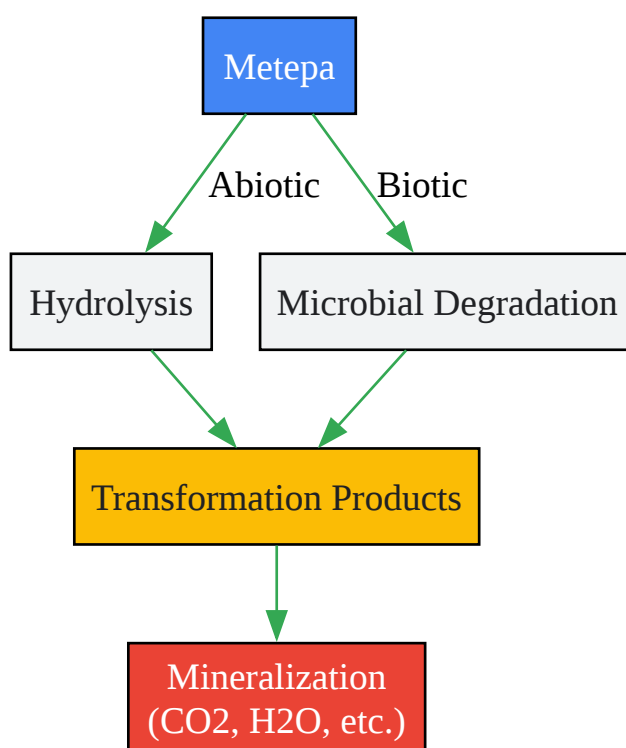 Metepa
Abiotic
Biotic
Hydrolysis
Microbial Degradation
Transformation Products
Mineralization
(CO2, H2O, etc.)